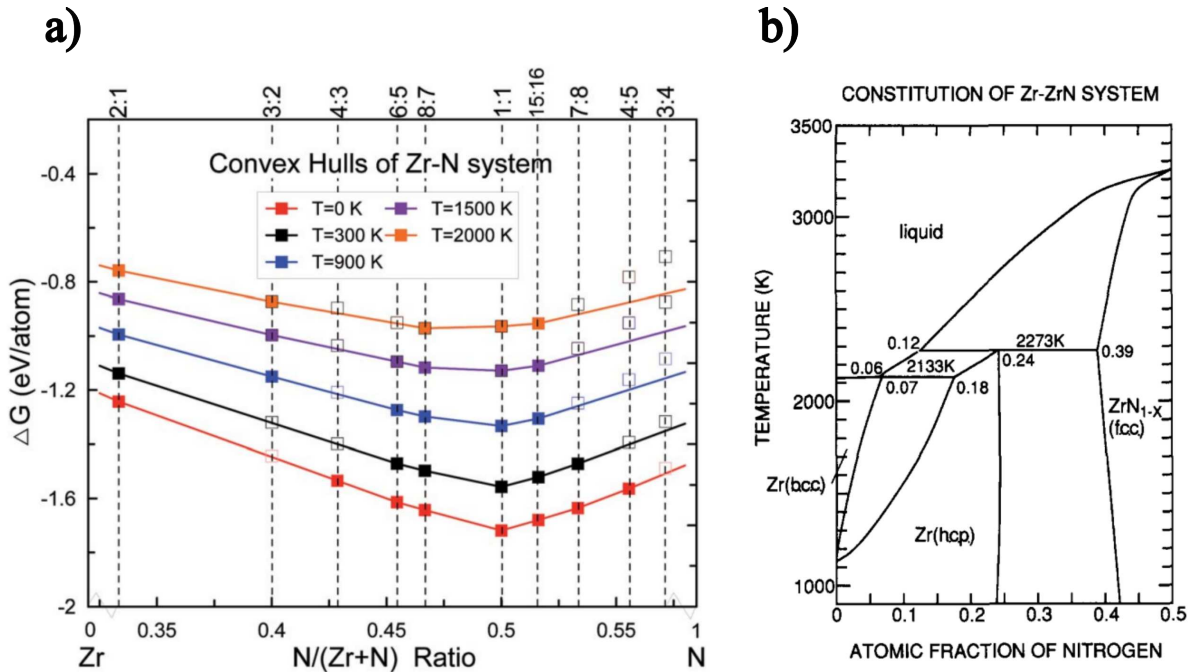 a)
2:1
3:2
4:3
6:5
8:7
1:1
15:16
7:8
4:5
3:4
Convex Hulls of Zr-N system
T=0 K
T=1500 K
T=300 K
T=2000 K
T=900 K
△G (eV/atom)
-0.4
-0.8
-1.2
-1.6
-2
0
0.35
0.4
0.45
0.5
0.55
1
Zr
N/(Zr+N) Ratio
N
b)
CONSTITUTION OF Zr-ZrN SYSTEM
TEMPERATURE (K)
3500
3000
2000
1000
liquid
0.12
2273K
0.06
2133K
0.24
0.39
0.07
0.18
ZrN1-X
(f.c.c)
Zr(b.c.c)
Zr(h.c.p.)
0
0.1
0.2
0.3
0.4
0.5
ATOMIC FRACTION OF NITROGEN